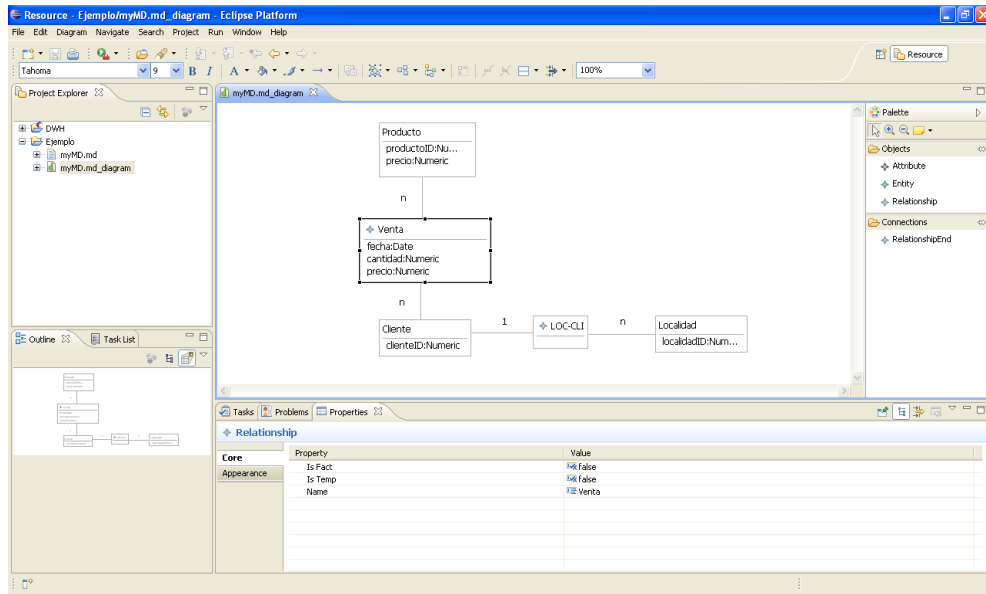 Resource - Ejemplo/myMD.md_diagram - Eclipse Platform
File Edit Diagram Navigate Search Project Run Window Help
Tahoma 9 B I A 100%
Resource
Project Explorer
DWH
Ejemplo
myMD.md
myMD.md_diagram
Outline Task List
myMD.md_diagram
Producto
productoID:Nu...
precio:Numeric
n
Venta
fecha:Date
cantidad:Numeric
precio:Numeric
n
Cliente
clienteID:Numeric
1
LOC-CLI
n
Localidad
localidadID:Num...
Palette
Objects
Attribute
Entity
Relationship
Connections
RelationshipEnd
Tasks Problems Properties
Relationship
Core
Appearance
Property Value
Is Fact false
Is Temp false
Name Venta